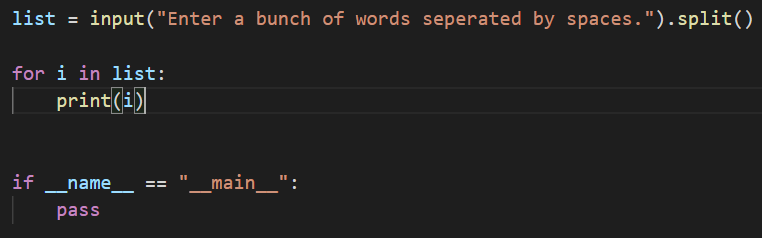 list = input("Enter a bunch of words seperated by spaces.").split()
for i in list:
    print(i)
if __name__ == "__main__":
    pass